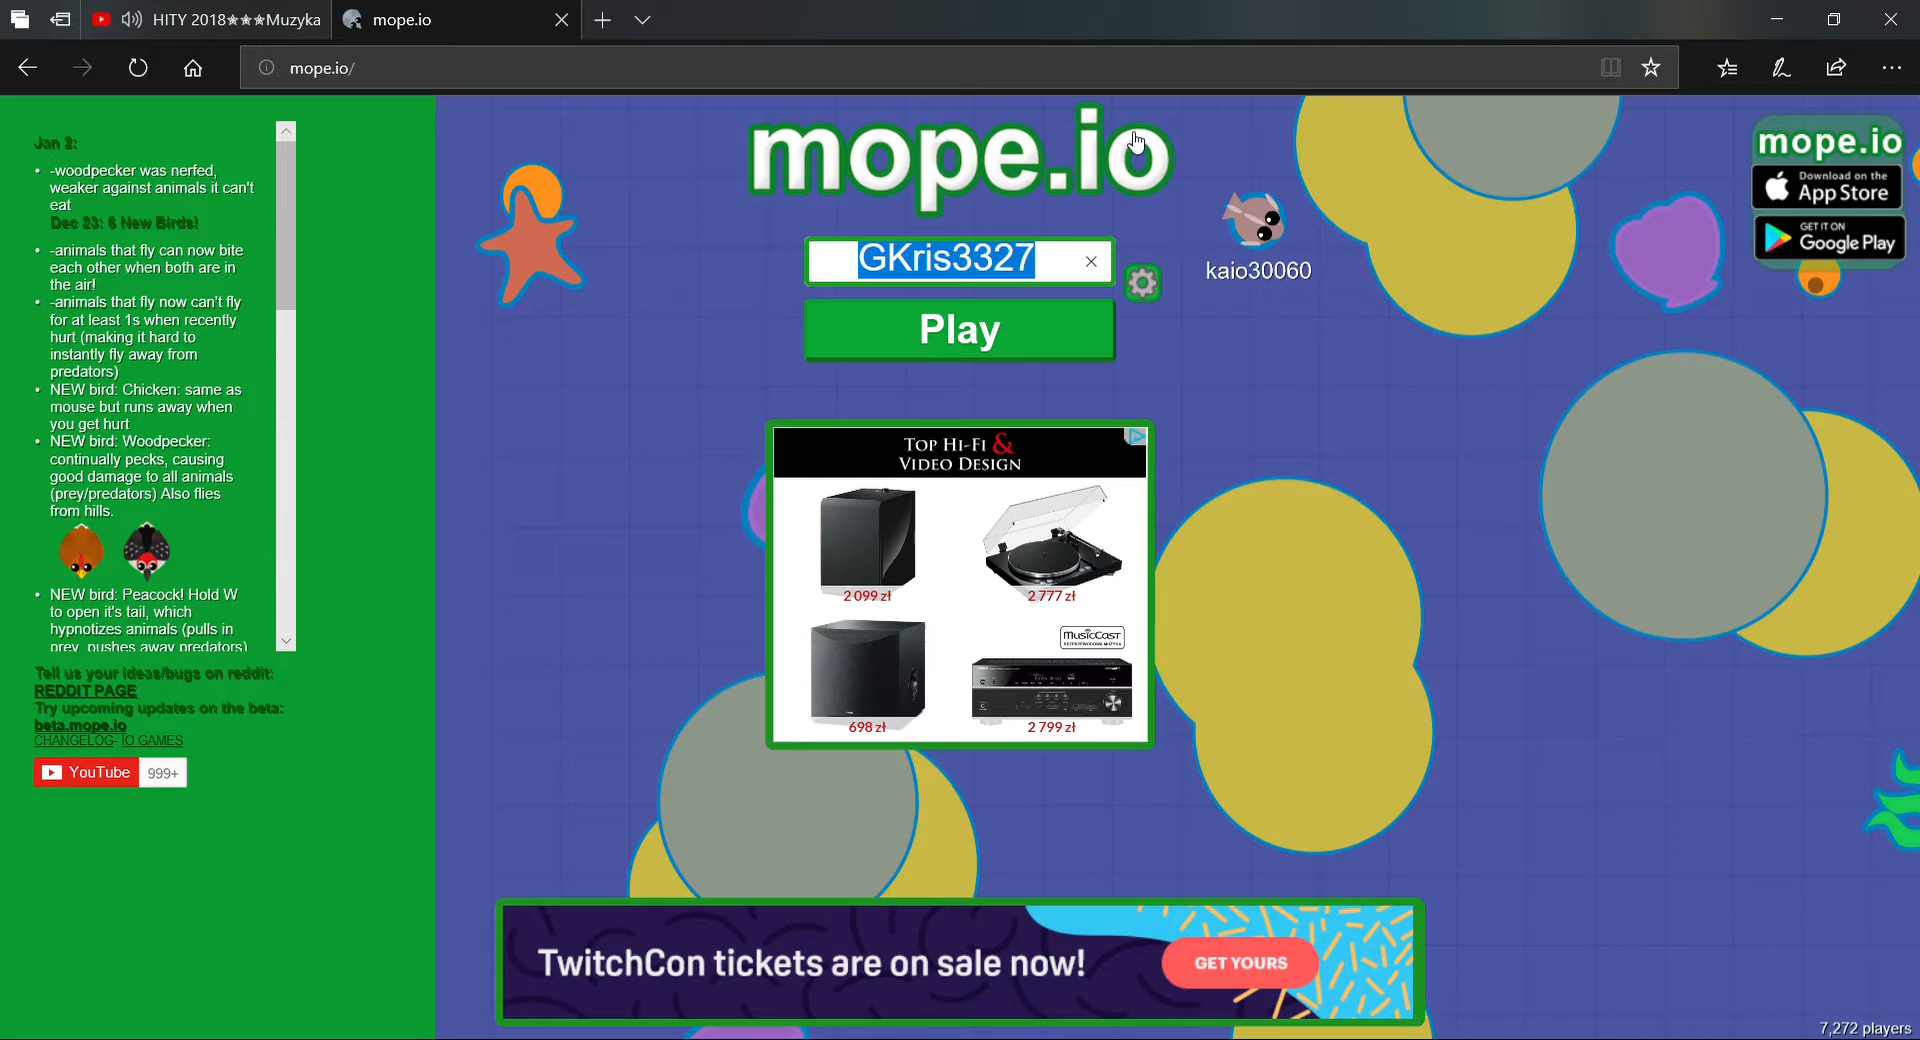 HITY 2018★★★Muzyka
mope.io
mope.io/
Jan 2:
• -woodpecker was nerfed,
weaker against animals it can't
eat
Dec 23: 6 New Birds!
• -animals that fly can now bite
each other when both are in
the air!
• -animals that fly now can't fly
for at least 1s when recently
hurt (making it hard to
instantly fly away from
predators)
• NEW bird: Chicken: same as
mouse but runs away when
you get hurt
• NEW bird: Woodpecker:
continually pecks, causing
good damage to all animals
(prey/predators) Also flies
from hills.
• NEW bird: Peacock! Hold W
to open it's tail, which
hypnotizes animals (pulls in
prey, pushes away predators)
Tell us your ideas/bugs on reddit:
REDDIT PAGE
Try upcoming updates on the beta:
beta.mope.io
CHANGELOG- IO GAMES
YouTube 999+
mope.io
GKris3327
Play
kaio30060
TOP HI-FI &
VIDEO DESIGN
2 099 zł
2 777 zł
MUSICCAST
BEZPRZEWODOWA MUZYKA
698 zł
2 799 zł
TwitchCon tickets are on sale now!
GET YOURS
mope.io
Download on the
App Store
GET IT ON
Google Play
7,272 players